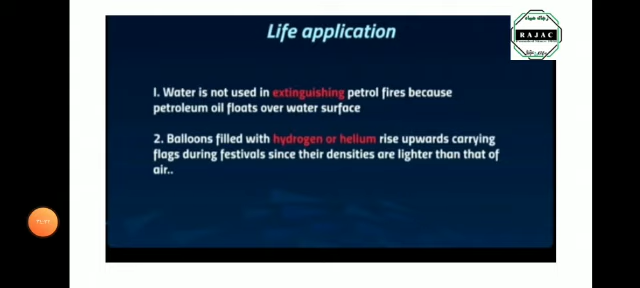 Life application
RAJAC
1. Water is not used in extinguishing petrol fires because
petroleum oil floats over water surface
2. Balloons filled with hydrogen or helium rise upwards carrying
flags during festivals since their densities are lighter than that of
air..